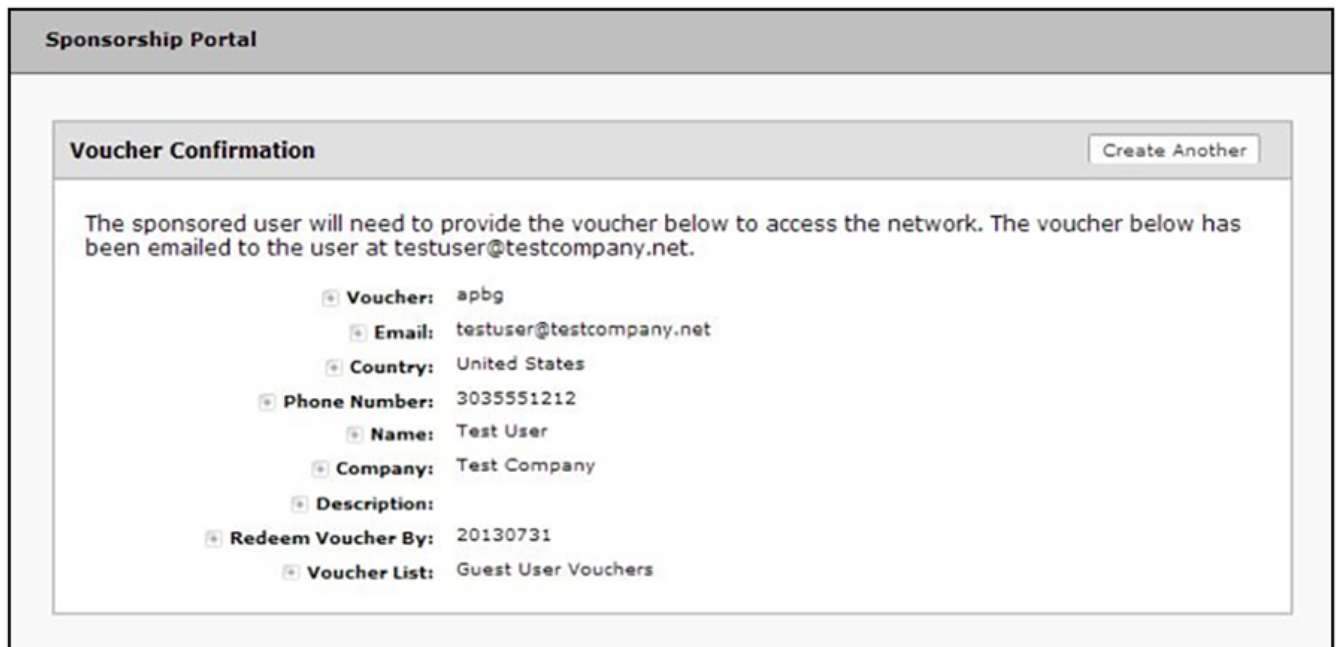 Sponsorship Portal
Voucher Confirmation
Create Another
The sponsored user will need to provide the voucher below to access the network. The voucher below has
been emailed to the user at testuser@testcompany.net.
Voucher: apbg
Email: testuser@testcompany.net
Country: United States
Phone Number: 3035551212
Name: Test User
Company: Test Company
Description:
Redeem Voucher By: 20130731
Voucher List: Guest User Vouchers